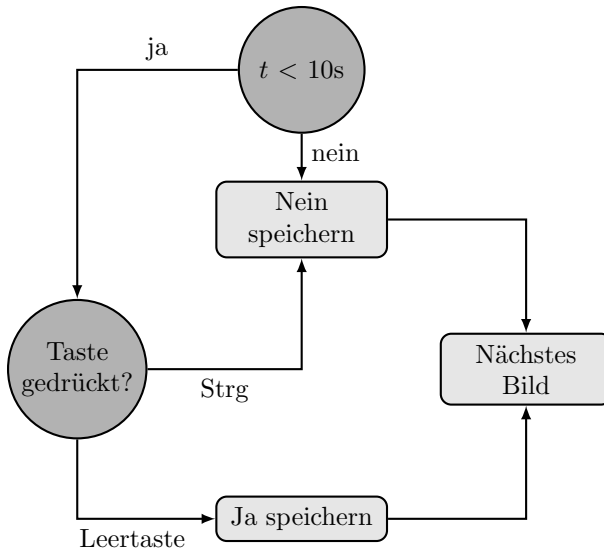 ja
t < 10s
nein
Nein
speichern
Taste
gedrückt?
Strg
Nächstes
Bild
Ja speichern
Leertaste